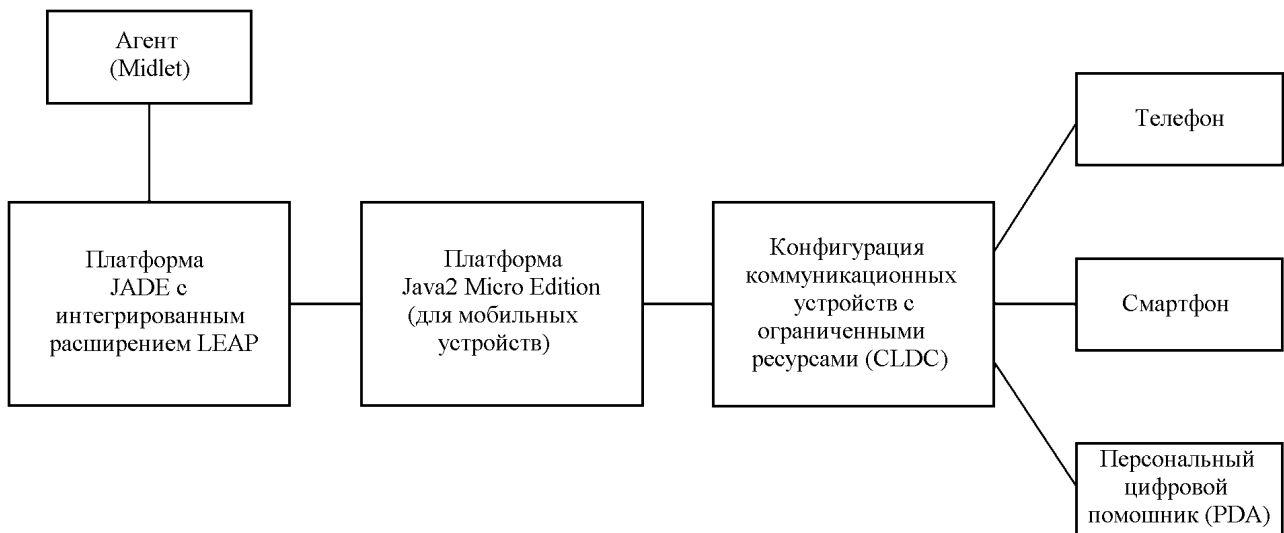 Агент
(Midlet)
Платформа
JADE с
интегрированным
расширением LEAP
Платформа
Java2 Micro Edition
(для мобильных
устройств)
Конфигурация
коммуникационных
устройств с
ограниченными
ресурсами (CLDC)
Телефон
Смартфон
Персональный
цифровой
помошник (PDA)